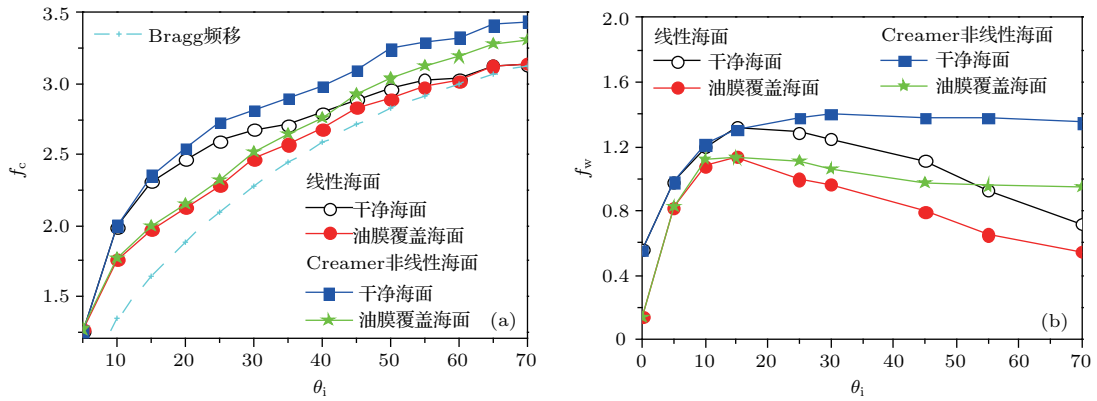 3.5
3.0
2.5
2.0
1.5
f_c
Bragg频移
线性海面
干净海面
油膜覆盖海面
Creamer非线性海面
干净海面
油膜覆盖海面
(a)
10 20 30 40 50 60 70
θ_i
2.0
1.6
1.2
0.8
0.4
0
f_w
线性海面
干净海面
油膜覆盖海面
Creamer非线性海面
干净海面
油膜覆盖海面
(b)
0 10 20 30 40 50 60 70
θ_i